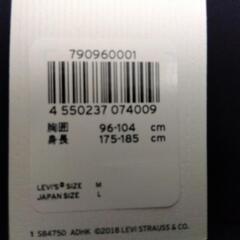 790960001
4 550237 074009
胸囲 96-104 cm
身長 175-185 cm
LEVI'S® SIZE M
JAPAN SIZE L
1 584750 ADHK ©2018 LEVI STRAUSS & CO.